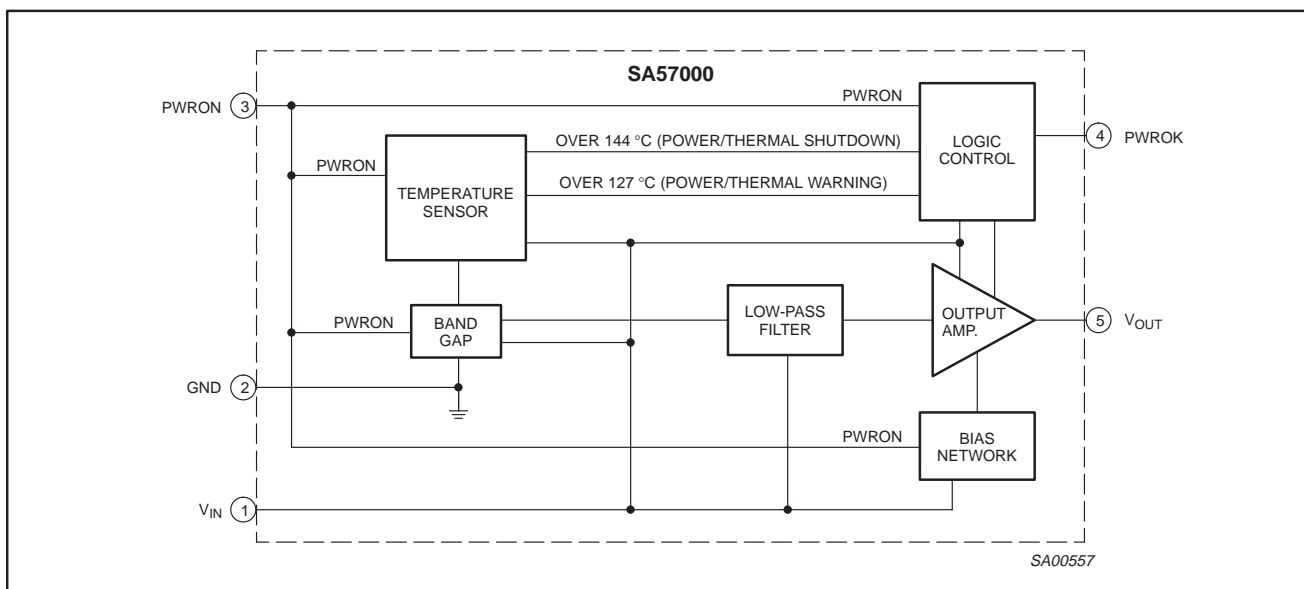 SA57000
PWRON
3
PWRON
OVER 144 °C (POWER/THERMAL SHUTDOWN)
LOGIC
CONTROL
4
PWROK
PWRON
TEMPERATURE
SENSOR
OVER 127 °C (POWER/THERMAL WARNING)
PWRON
BAND
GAP
LOW-PASS
FILTER
OUTPUT
AMP.
5
VOUT
GND
2
PWRON
BIAS
NETWORK
VIN
1
SA00557